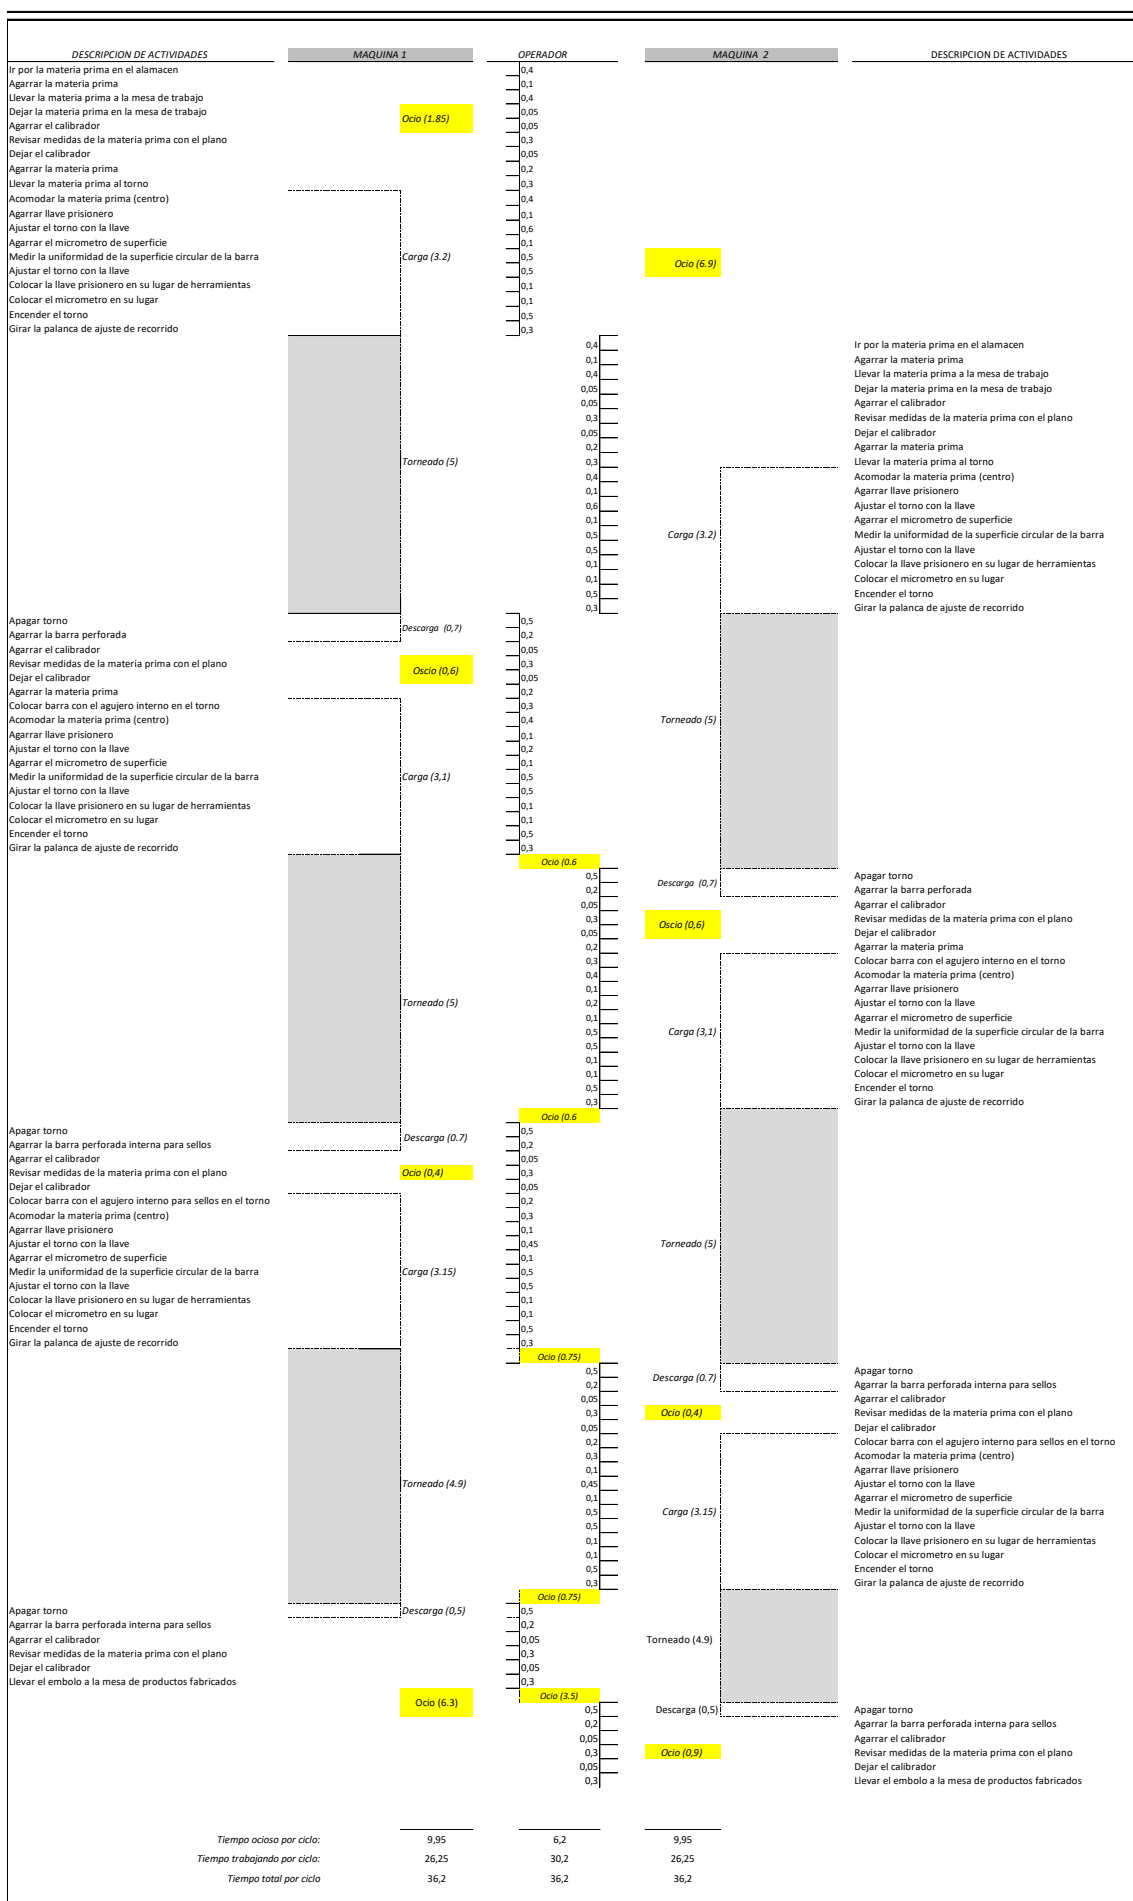 DESCRIPCION DE ACTIVIDADES MAQUINA 1 OPERADOR MAQUINA 2 DESCRIPCION DE ACTIVIDADES
Ir por la materia prima en el alamacen 0,4
Agarrar la materia prima 0,1
Llevar la materia prima a la mesa de trabajo 0,4
Dejar la materia prima en la mesa de trabajo 0,05
Ocio (1.85)
Agarrar el calibrador 0,05
Revisar medidas de la materia prima con el plano 0,3
Dejar el calibrador 0,05
Agarrar la materia prima 0,2
Llevar la materia prima al torno 0,3
Acomodar la materia prima (centro) 0,4
Agarrar llave prisionero 0,1
Ajustar el torno con la llave 0,6
Agarrar el micrometro de superficie 0,1
Medir la uniformidad de la superficie circular de la barra Carga (3.2) 0,5
Ocio (6.9)
Ajustar el torno con la llave 0,5
Colocar la llave prisionero en su lugar de herramientas 0,1
Colocar el micrometro en su lugar 0,1
Encender el torno 0,5
Girar la palanca de ajuste de recorrido 0,3
0,4 Ir por la materia prima en el alamacen
0,1 Agarrar la materia prima
0,4 Llevar la materia prima a la mesa de trabajo
0,05 Dejar la materia prima en la mesa de trabajo
0,05 Agarrar el calibrador
0,3 Revisar medidas de la materia prima con el plano
0,05 Dejar el calibrador
0,2 Agarrar la materia prima
Torneado (5) 0,3 Llevar la materia prima al torno
0,4 Acomodar la materia prima (centro)
0,1 Agarrar llave prisionero
0,6 Ajustar el torno con la llave
0,1 Agarrar el micrometro de superficie
0,5 Carga (3.2) Medir la uniformidad de la superficie circular de la barra
0,5 Ajustar el torno con la llave
0,1 Colocar la llave prisionero en su lugar de herramientas
0,1 Colocar el micrometro en su lugar
0,5 Encender el torno
0,3 Girar la palanca de ajuste de recorrido
Apagar torno 0,5
Descarga (0,7)
Agarrar la barra perforada 0,2
Agarrar el calibrador 0,05
Revisar medidas de la materia prima con el plano 0,3
Oscio (0,6)
Dejar el calibrador 0,05
Agarrar la materia prima 0,2
Colocar barra con el agujero interno en el torno 0,3
Acomodar la materia prima (centro) 0,4 Torneado (5)
Agarrar llave prisionero 0,1
Ajustar el torno con la llave 0,2
Agarrar el micrometro de superficie 0,1
Medir la uniformidad de la superficie circular de la barra Carga (3,1) 0,5
Ajustar el torno con la llave 0,5
Colocar la llave prisionero en su lugar de herramientas 0,1
Colocar el micrometro en su lugar 0,1
Encender el torno 0,5
Girar la palanca de ajuste de recorrido 0,3
Ocio (0.6
0,5 Apagar torno
Descarga (0,7)
0,2 Agarrar la barra perforada
0,05 Agarrar el calibrador
0,3 Revisar medidas de la materia prima con el plano
Oscio (0,6)
0,05 Dejar el calibrador
0,2 Agarrar la materia prima
0,3 Colocar barra con el agujero interno en el torno
0,4 Acomodar la materia prima (centro)
0,1 Agarrar llave prisionero
Torneado (5) 0,2 Ajustar el torno con la llave
0,1 Agarrar el micrometro de superficie
0,5 Carga (3,1) Medir la uniformidad de la superficie circular de la barra
0,5 Ajustar el torno con la llave
0,1 Colocar la llave prisionero en su lugar de herramientas
0,1 Colocar el micrometro en su lugar
0,5 Encender el torno
0,3 Girar la palanca de ajuste de recorrido
Ocio (0.6
Apagar torno 0,5
Descarga (0.7)
Agarrar la barra perforada interna para sellos 0,2
Agarrar el calibrador 0,05
Revisar medidas de la materia prima con el plano Ocio (0,4) 0,3
Dejar el calibrador 0,05
Colocar barra con el agujero interno para sellos en el torno 0,2
Acomodar la materia prima (centro) 0,3
Agarrar llave prisionero 0,1
Ajustar el torno con la llave 0,45 Torneado (5)
Agarrar el micrometro de superficie 0,1
Medir la uniformidad de la superficie circular de la barra Carga (3.15) 0,5
Ajustar el torno con la llave 0,5
Colocar la llave prisionero en su lugar de herramientas 0,1
Colocar el micrometro en su lugar 0,1
Encender el torno 0,5
Girar la palanca de ajuste de recorrido 0,3
Ocio (0.75)
0,5 Apagar torno
Descarga (0.7)
0,2 Agarrar la barra perforada interna para sellos
0,05 Agarrar el calibrador
0,3 Ocio (0,4) Revisar medidas de la materia prima con el plano
0,05 Dejar el calibrador
0,2 Colocar barra con el agujero interno para sellos en el torno
0,3 Acomodar la materia prima (centro)
0,1 Agarrar llave prisionero
Torneado (4.9) 0,45 Ajustar el torno con la llave
0,1 Agarrar el micrometro de superficie
0,5 Carga (3.15) Medir la uniformidad de la superficie circular de la barra
0,5 Ajustar el torno con la llave
0,1 Colocar la llave prisionero en su lugar de herramientas
0,1 Colocar el micrometro en su lugar
0,5 Encender el torno
0,3 Girar la palanca de ajuste de recorrido
Ocio (0.75)
Apagar torno Descarga (0,5) 0,5
Agarrar la barra perforada interna para sellos 0,2
Agarrar el calibrador 0,05 Torneado (4.9)
Revisar medidas de la materia prima con el plano 0,3
Dejar el calibrador 0,05
Llevar el embolo a la mesa de productos fabricados 0,3
Ocio (6.3) Ocio (3.5)
0,5 Descarga (0,5) Apagar torno
0,2 Agarrar la barra perforada interna para sellos
0,05 Agarrar el calibrador
0,3 Ocio (0,9) Revisar medidas de la materia prima con el plano
0,05 Dejar el calibrador
0,3 Llevar el embolo a la mesa de productos fabricados
Tiempo ocioso por ciclo: 9,95 6,2 9,95
Tiempo trabajando por ciclo: 26,25 30,2 26,25
Tiempo total por ciclo 36,2 36,2 36,2